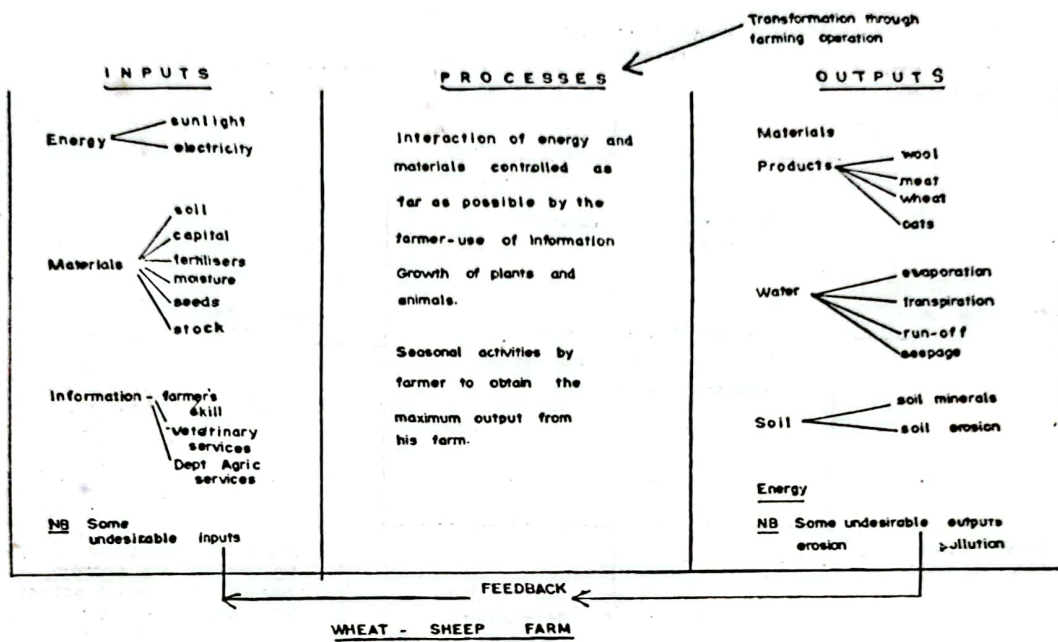 Transformation through
farming operation
INPUTS
Energy
sunlight
electricity
Materials
soil
capital
fertilisers
moisture
seeds
stock
Information - farmer's
skill
Vetatinary
services
Dept Agric
services
NB Some
undesirable inputs
PROCESSES
Interaction of energy and
materials controlled as
far as possible by the
farmer-use of Information
Growth of plants and
animals.
Seasonal activities by
farmer to obtain the
maximum output from
his farm.
OUTPUTS
Materials
Products
wool
meat
wheat
oats
Water
evaporation
transpiration
run-off
seepage
Soil
soil minerals
soil erosion
Energy
NB Some undesirable outputs
erosion pollution
FEEDBACK
WHEAT - SHEEP FARM